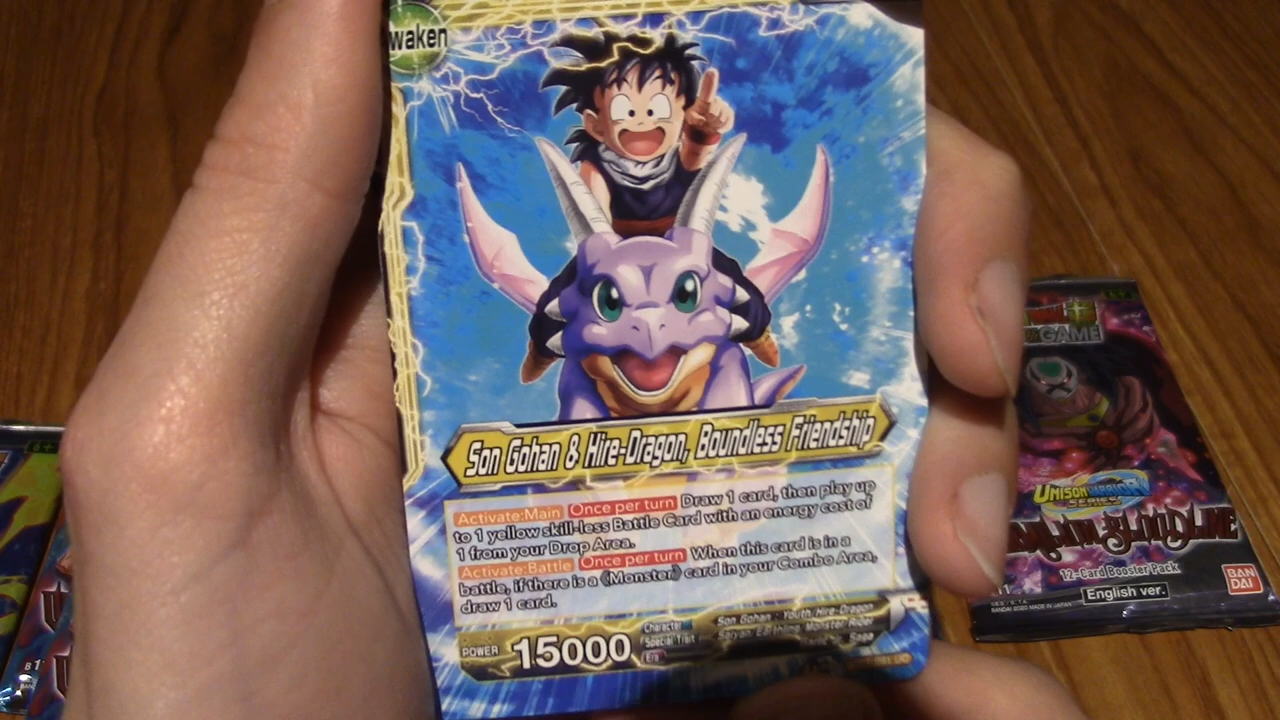 waken
Son Gohan & Hire-Dragon, Boundless Friendship
Activate:Main Once per turn Draw 1 card, then play up
to 1 yellow skill-less Battle Card with an energy cost of
1 from your Drop Area.
Activate:Battle Once per turn When this card is in a
battle, if there is a 《Monster》 card in your Combo Area,
draw 1 card.
POWER 15000
Character Son Gohan : Youth/Hire-Dragon
Special Trait Saiyan, Earthling, Monster Rider
Era Saga
6+
B1
GAME
UNISON WARRIOR
SERIES
12-Card Booster Pack
English ver.
BANDAI 2020 MADE IN JAPAN
BAN
DAI